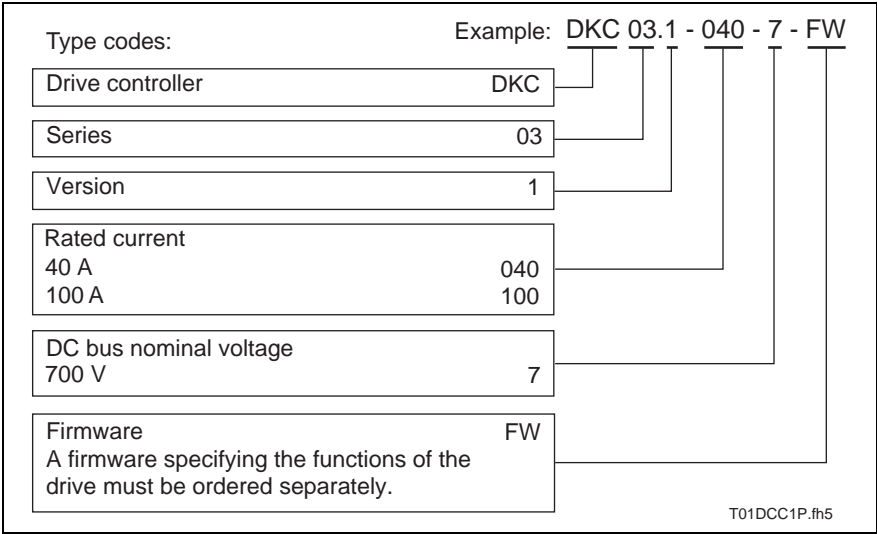 Type codes:
Example: DKC 03.1 - 040 - 7 - FW
Drive controller DKC
Series 03
Version 1
Rated current
40 A 040
100 A 100
DC bus nominal voltage
700 V 7
Firmware FW
A firmware specifying the functions of the
drive must be ordered separately.
T01DCC1P.fh5